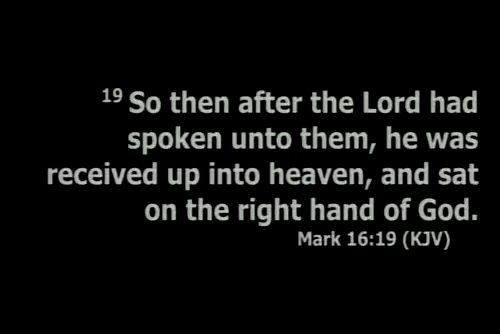 19 So then after the Lord had
spoken unto them, he was
received up into heaven, and sat
on the right hand of God.
Mark 16:19 (KJV)